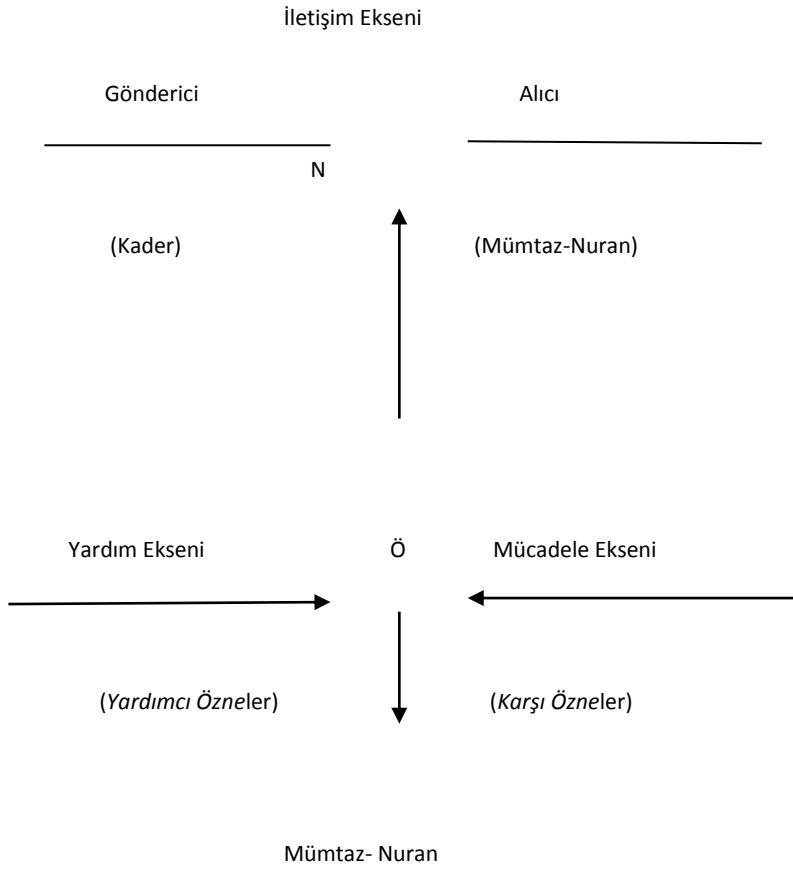 İletişim Ekseni
Gönderici Alıcı
N
(Kader) (Mümtaz-Nuran)
Yardım Ekseni Ö Mücadele Ekseni
(Yardımcı Özneler) (Karşı Özneler)
Mümtaz- Nuran